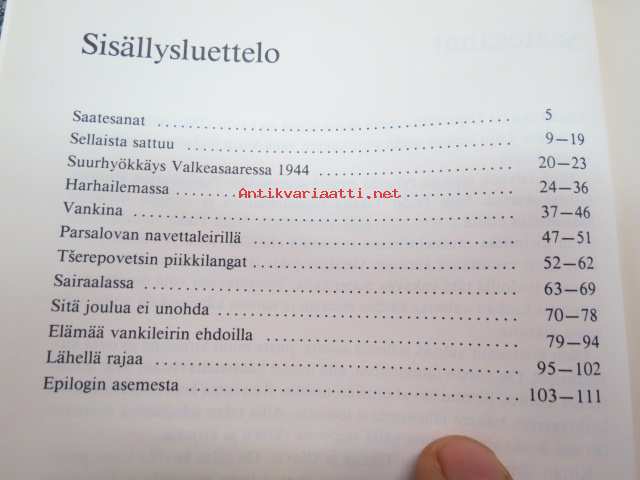 Sisällysluettelo
Saatesanat 5
Sellaista sattuu 9—19
Suurhyökkäys Valkeasaaressa 1944 20—23
Harhailemassa 24—36
Antikvariaatti.net
Vankina 37—46
Parsalovan navettaleirillä 47—51
Tšerepovetsin piikkilangat 52—62
Sairaalassa 63—69
Sitä joulua ei unohda 70—78
Elämää vankileirin ehdoilla 79—94
Lähellä rajaa 95—102
Epilogin asemesta 103—111